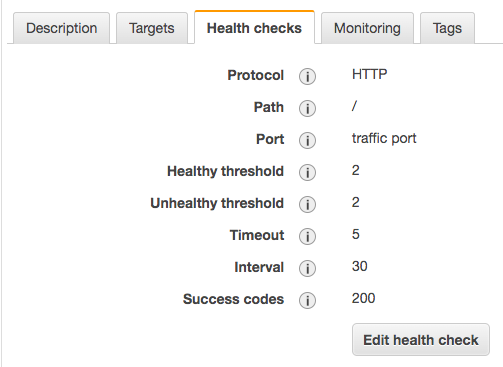 Description Targets Health checks Monitoring Tags
Protocol i HTTP
Path i /
Port i traffic port
Healthy threshold i 2
Unhealthy threshold i 2
Timeout i 5
Interval i 30
Success codes i 200
Edit health check